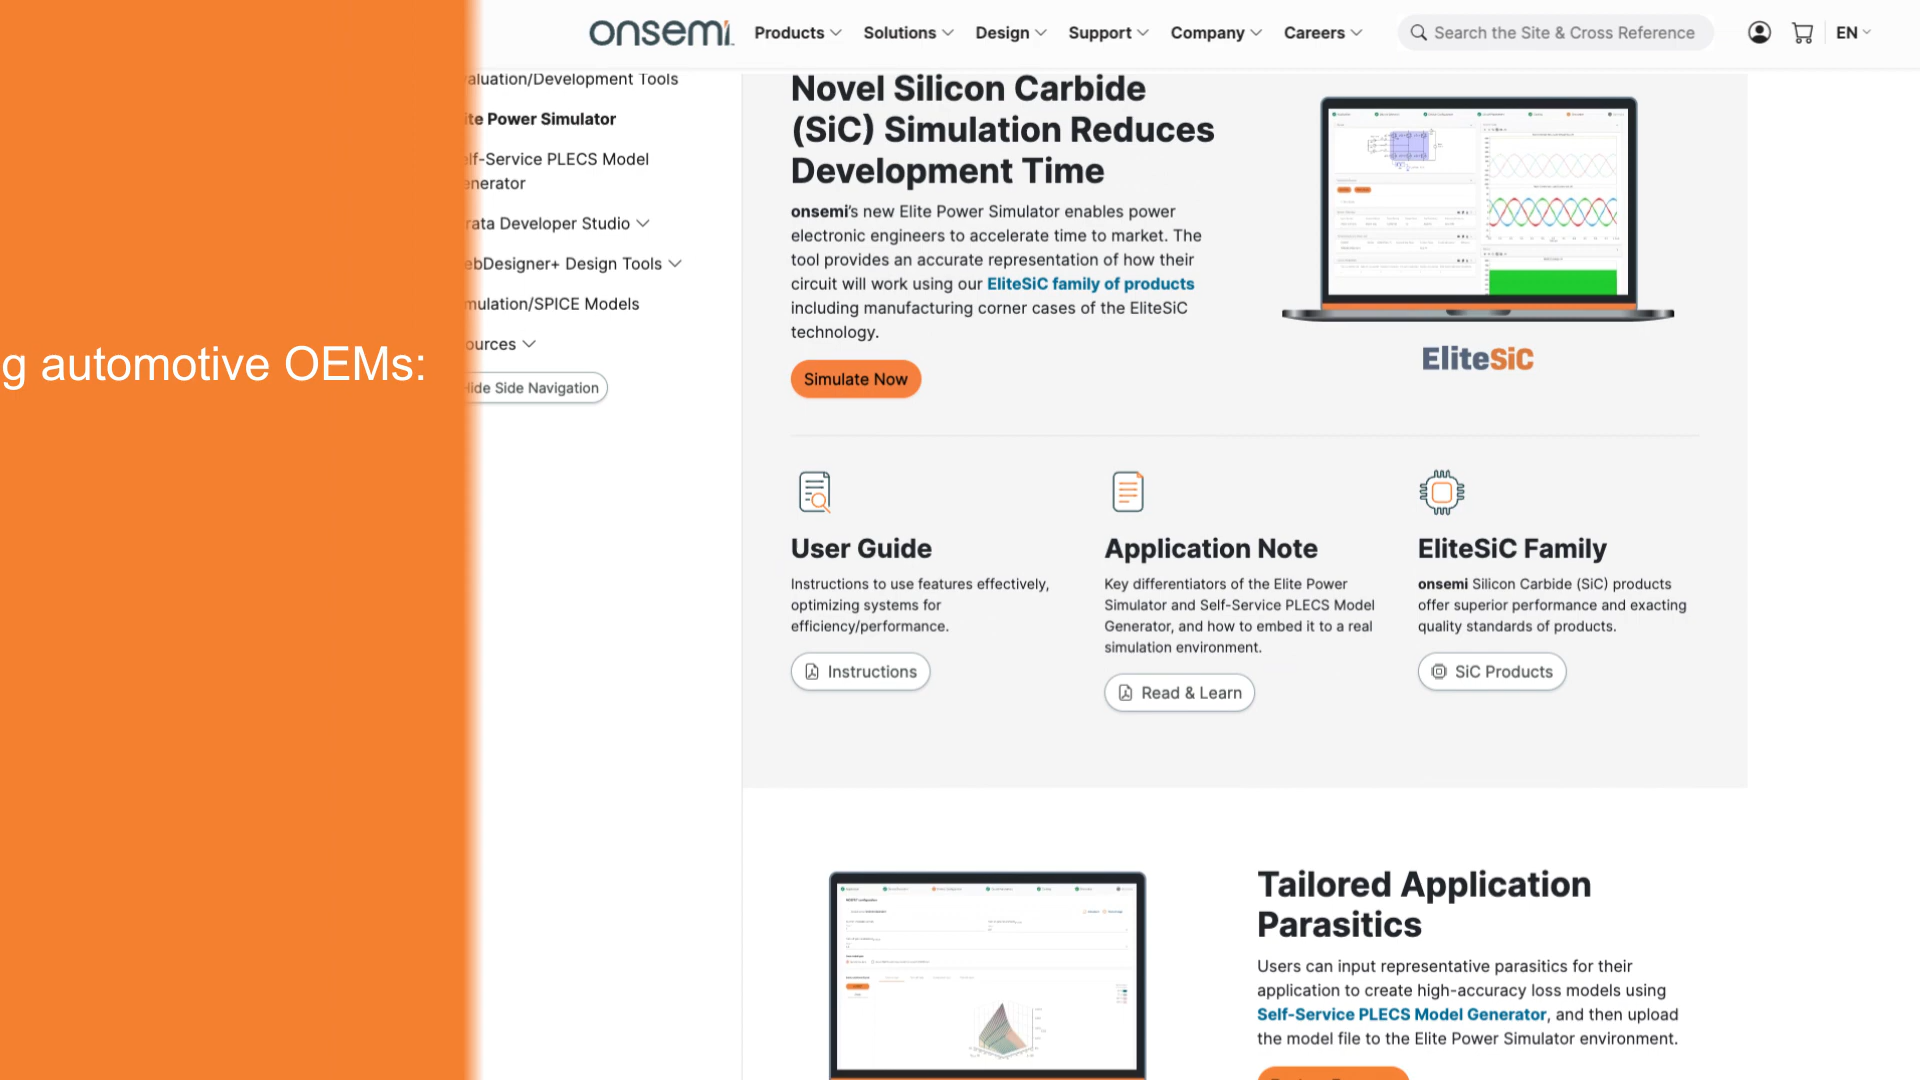 onsemi
Products
Solutions
Design
Support
Company
Careers
Search the Site & Cross Reference
EN
aluation/Development Tools
ite Power Simulator
elf-Service PLECS Model
enerator
rata Developer Studio
ebDesigner+ Design Tools
mulation/SPICE Models
ources
Hide Side Navigation
g automotive OEMs:
Novel Silicon Carbide
(SiC) Simulation Reduces
Development Time
onsemi's new Elite Power Simulator enables power
electronic engineers to accelerate time to market. The
tool provides an accurate representation of how their
circuit will work using our EliteSiC family of products
including manufacturing corner cases of the EliteSiC
technology.
Simulate Now
EliteSiC
User Guide
Instructions to use features effectively,
optimizing systems for
efficiency/performance.
Instructions
Application Note
Key differentiators of the Elite Power
Simulator and Self-Service PLECS Model
Generator, and how to embed it to a real
simulation environment.
Read & Learn
EliteSiC Family
onsemi Silicon Carbide (SiC) products
offer superior performance and exacting
quality standards of products.
SiC Products
Tailored Application
Parasitics
Users can input representative parasitics for their
application to create high-accuracy loss models using
Self-Service PLECS Model Generator, and then upload
the model file to the Elite Power Simulator environment.